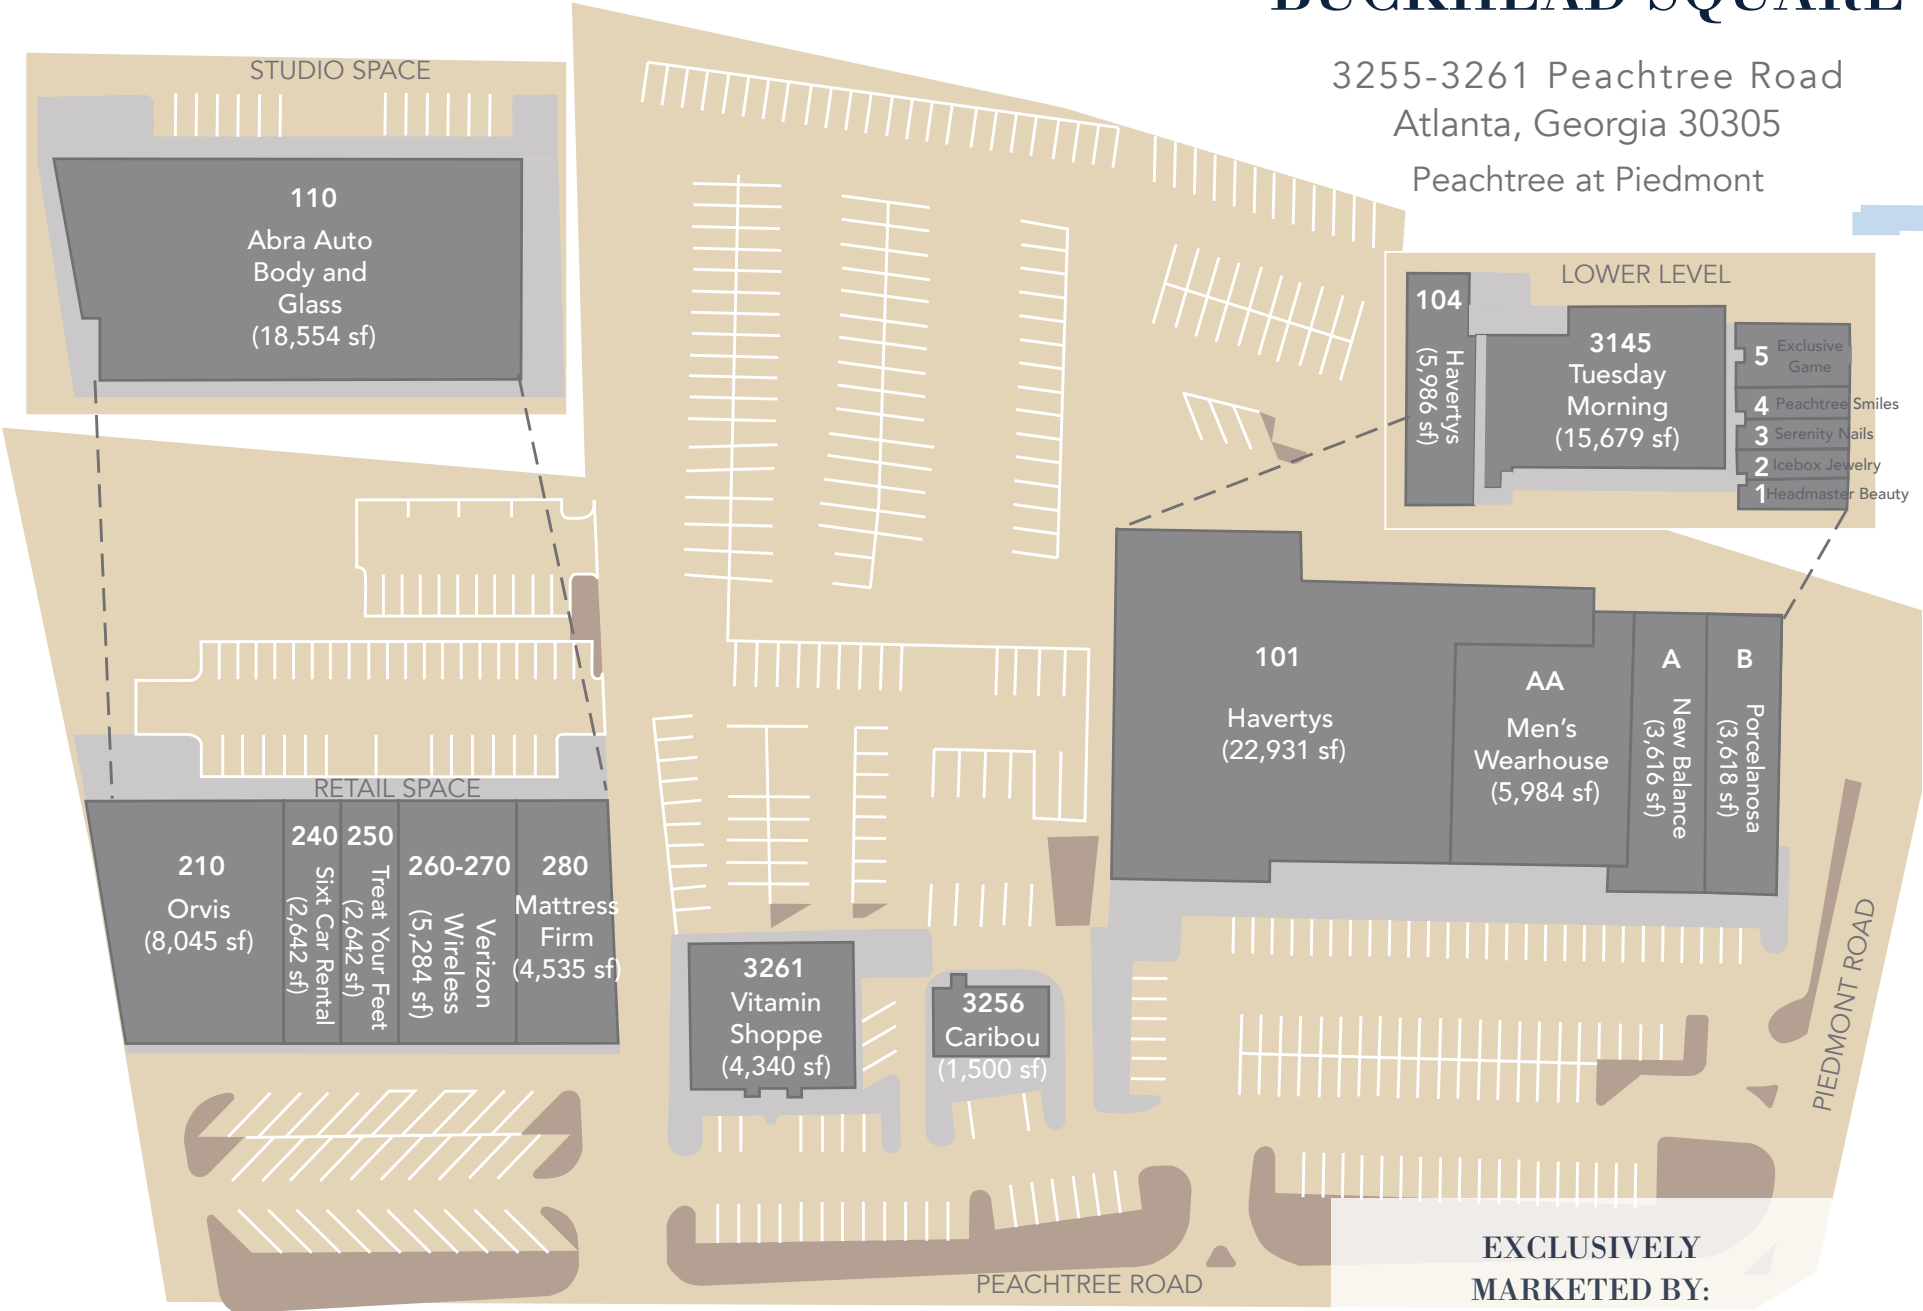 BUCKHEAD SQUARE
3255-3261 Peachtree Road
Atlanta, Georgia 30305
Peachtree at Piedmont
STUDIO SPACE
110
Abra Auto
Body and
Glass
(18,554 sf)
LOWER LEVEL
104
Havertys
(5,986 sf)
3145
Tuesday
Morning
(15,679 sf)
5 Exclusive
Game
4 Peachtree Smiles
3 Serenity Nails
2 Icebox Jewelry
1 Headmaster Beauty
101
Havertys
(22,931 sf)
AA
Men's
Wearhouse
(5,984 sf)
A
New Balance
(3,616 sf)
B
Porcelanosa
(3,618 sf)
RETAIL SPACE
210
Orvis
(8,045 sf)
240
Sixt Car Rental
(2,642 sf)
250
Treat Your Feet
(2,642 sf)
260-270
Verizon
Wireless
(5,284 sf)
280
Mattress
Firm
(4,535 sf)
3261
Vitamin
Shoppe
(4,340 sf)
3256
Caribou
(1,500 sf)
PIEDMONT ROAD
PEACHTREE ROAD
EXCLUSIVELY
MARKETED BY: